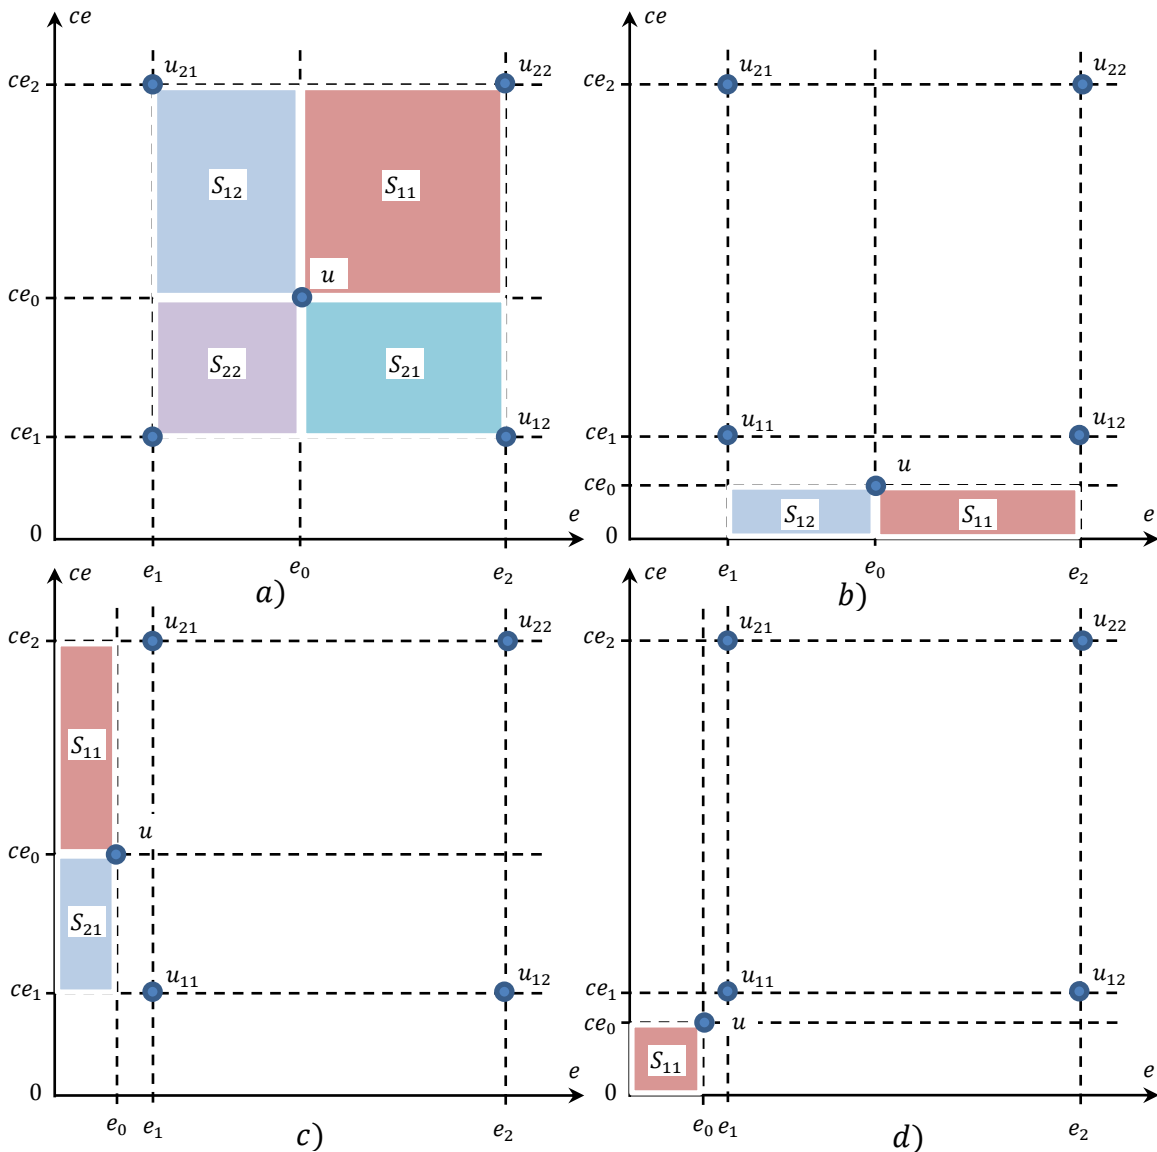 ce
u₂₁
u₂₂
ce₂
S₁₂
S₁₁
u
ce₀
S₂₂
S₂₁
u₁₂
ce₁
e
0
e₁
e₀
e₂
a)
ce
u₂₁
u₂₂
ce₂
u₁₁
u₁₂
ce₁
u
ce₀
S₁₂
S₁₁
e
0
e₁
e₀
e₂
b)
ce
u₂₁
u₂₂
ce₂
S₁₁
u
ce₀
S₂₁
u₁₁
u₁₂
ce₁
e
0
e₀
e₁
e₂
c)
ce
u₂₁
u₂₂
ce₂
u₁₁
u₁₂
ce₁
ce₀
u
S₁₁
e
0
e₀
e₁
e₂
d)